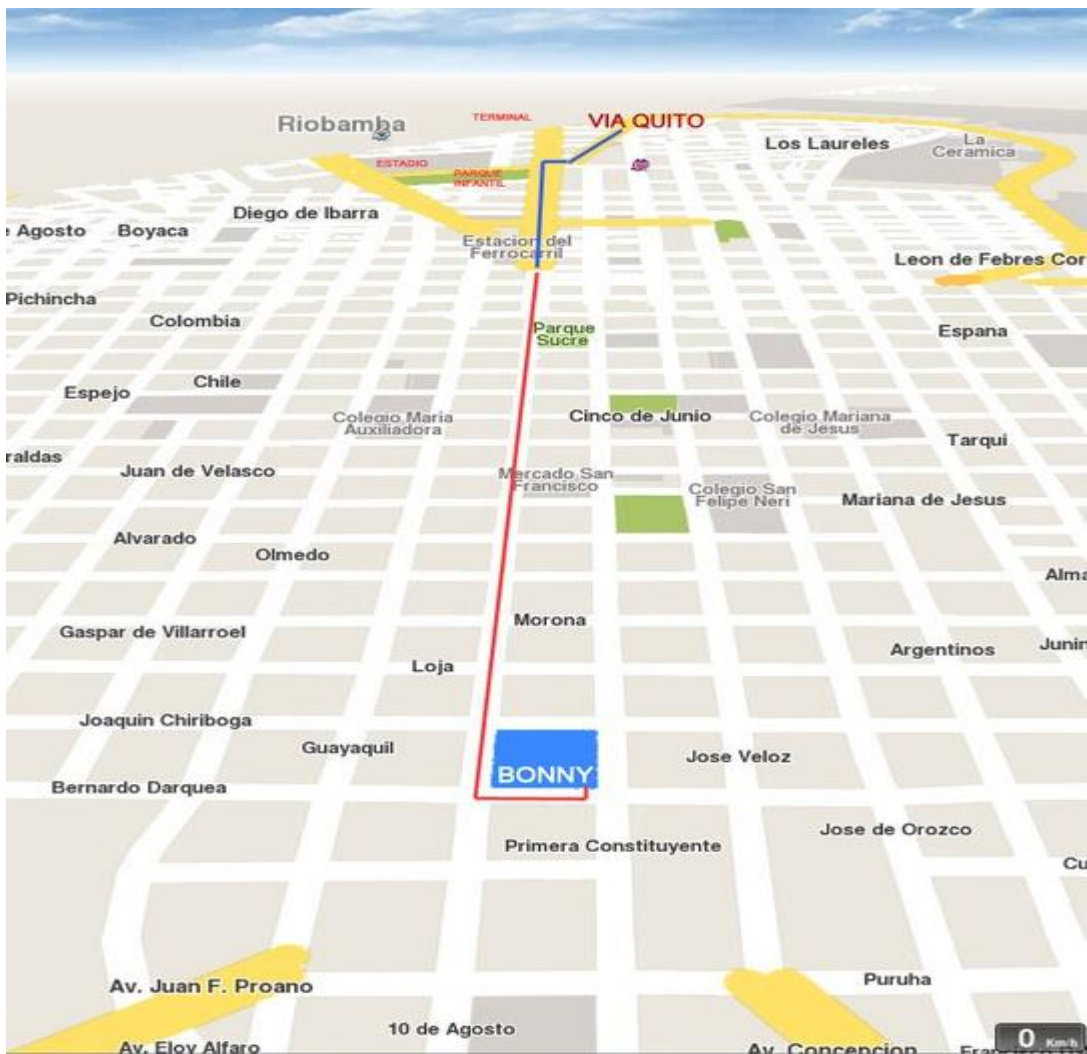 TERMINAL
VIA QUITO
Riobamba
Los Laureles
La
Ceramica
ESTADIO
PARQUE
INFANTIL
Diego de Ibarra
Agosto
Boyaca
Estacion del
Ferrocarril
Leon de Febres Cor
Pichincha
Colombia
Parque
Sucre
Espana
Chile
Espejo
Colegio Maria
Auxiliadora
Cinco de Junio
Colegio Mariana
de Jesus
Tarqui
raldas
Juan de Velasco
Mercado San
Francisco
Colegio San
Felipe Neri
Mariana de Jesus
Alvarado
Olmedo
Alma
Morona
Gaspar de Villarroel
Argentinos
Junin
Loja
Joaquin Chiriboga
Guayaquil
Jose Veloz
BONNY
Bernardo Darquea
Jose de Orozco
Primera Constituyente
Cu
Av. Juan F. Proano
Puruha
10 de Agosto
0 Km/h
Av. Eloy Alfaro
Av. Concepcion